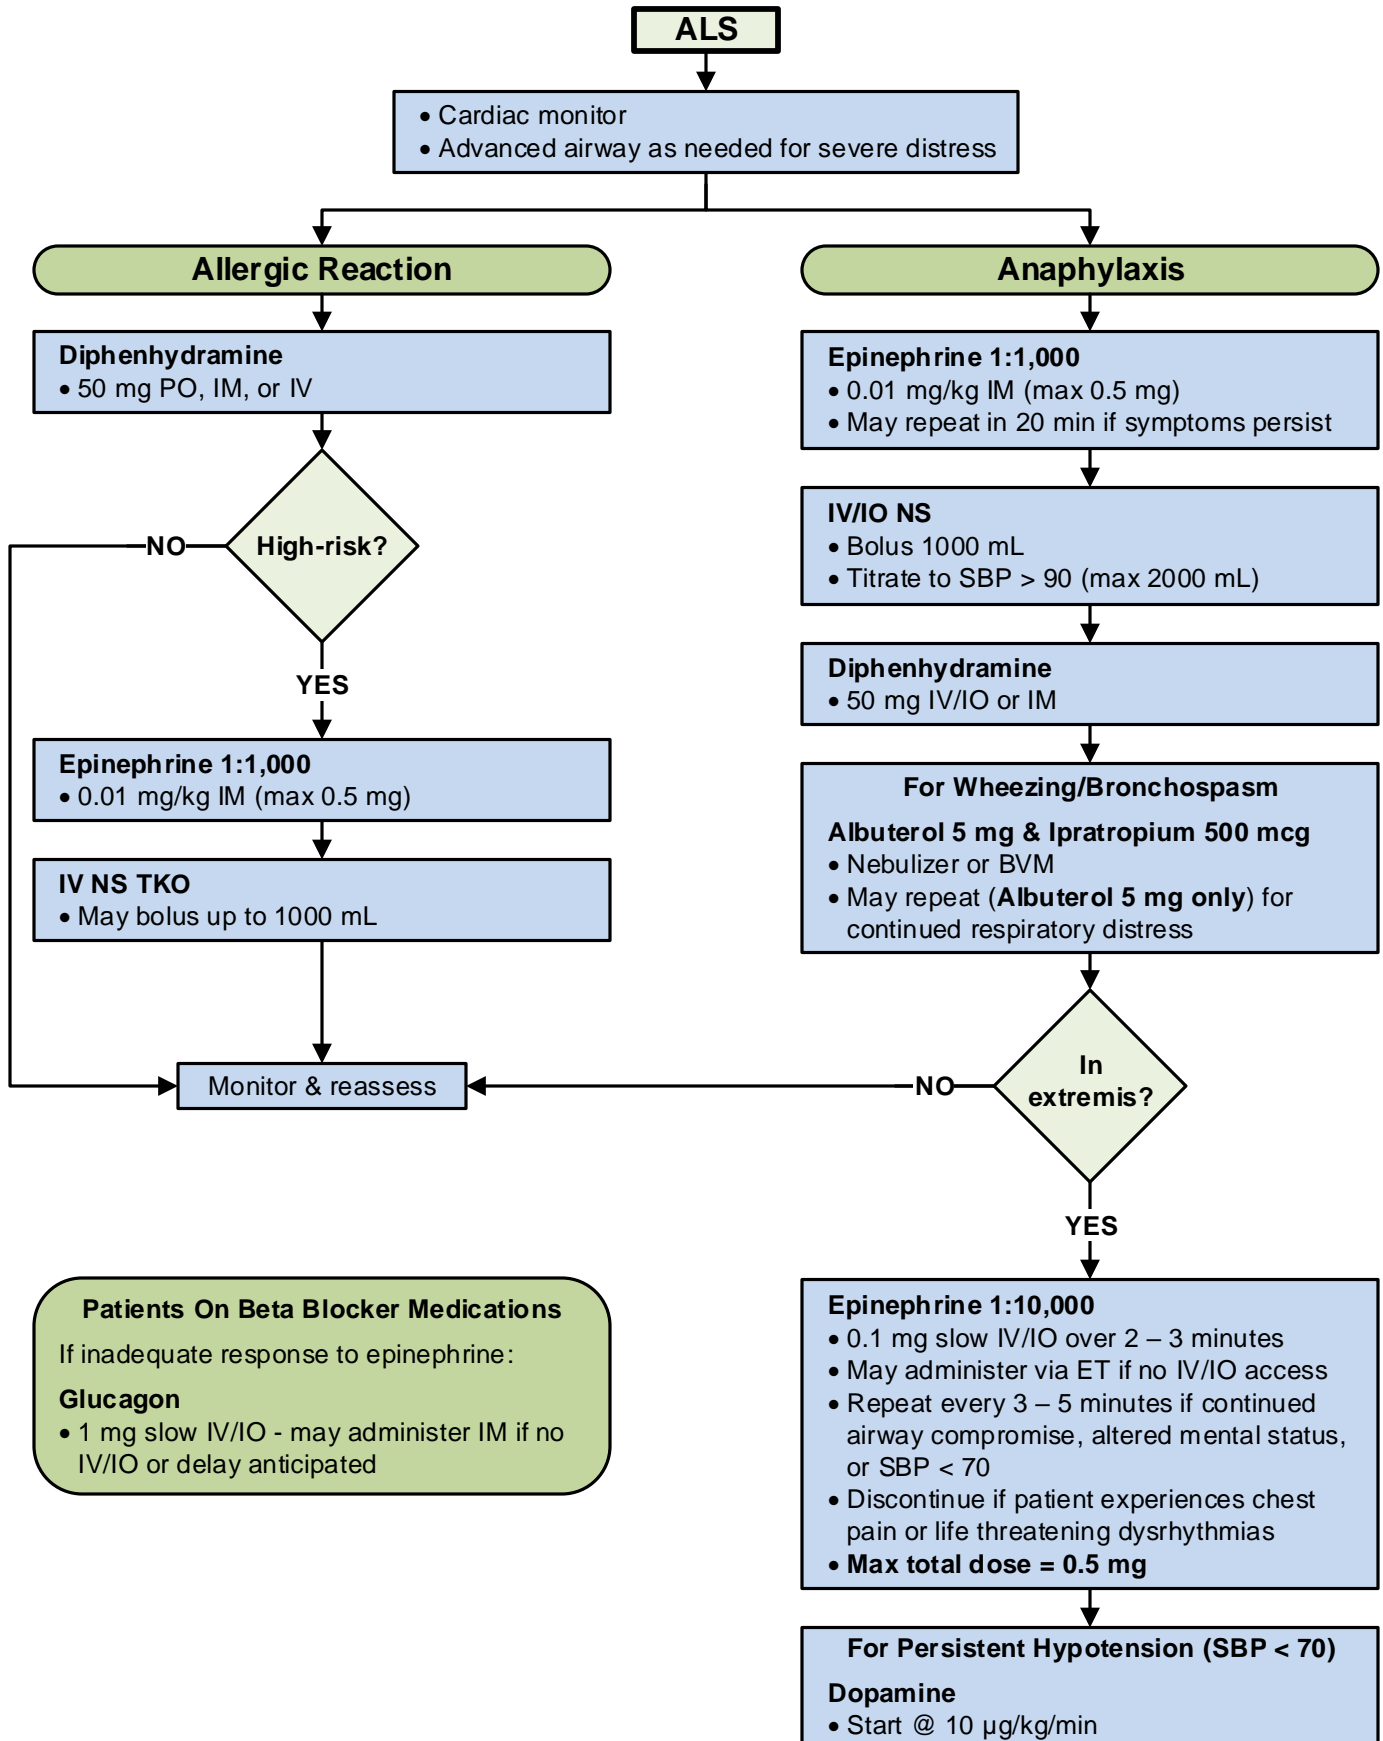 ALS
• Cardiac monitor
• Advanced airway as needed for severe distress
Allergic Reaction
Diphenhydramine
• 50 mg PO, IM, or IV
High-risk?
NO
YES
Epinephrine 1:1,000
• 0.01 mg/kg IM (max 0.5 mg)
IV NS TKO
• May bolus up to 1000 mL
Monitor & reassess
Anaphylaxis
Epinephrine 1:1,000
• 0.01 mg/kg IM (max 0.5 mg)
• May repeat in 20 min if symptoms persist
IV/IO NS
• Bolus 1000 mL
• Titrate to SBP > 90 (max 2000 mL)
Diphenhydramine
• 50 mg IV/IO or IM
For Wheezing/Bronchospasm
Albuterol 5 mg & Ipratropium 500 mcg
• Nebulizer or BVM
• May repeat (Albuterol 5 mg only) for
continued respiratory distress
In
extremis?
NO
YES
Epinephrine 1:10,000
• 0.1 mg slow IV/IO over 2 – 3 minutes
• May administer via ET if no IV/IO access
• Repeat every 3 – 5 minutes if continued
airway compromise, altered mental status,
or SBP < 70
• Discontinue if patient experiences chest
pain or life threatening dysrhythmias
• Max total dose = 0.5 mg
For Persistent Hypotension (SBP < 70)
Dopamine
• Start @ 10 µg/kg/min
Patients On Beta Blocker Medications
If inadequate response to epinephrine:
Glucagon
• 1 mg slow IV/IO - may administer IM if no
IV/IO or delay anticipated